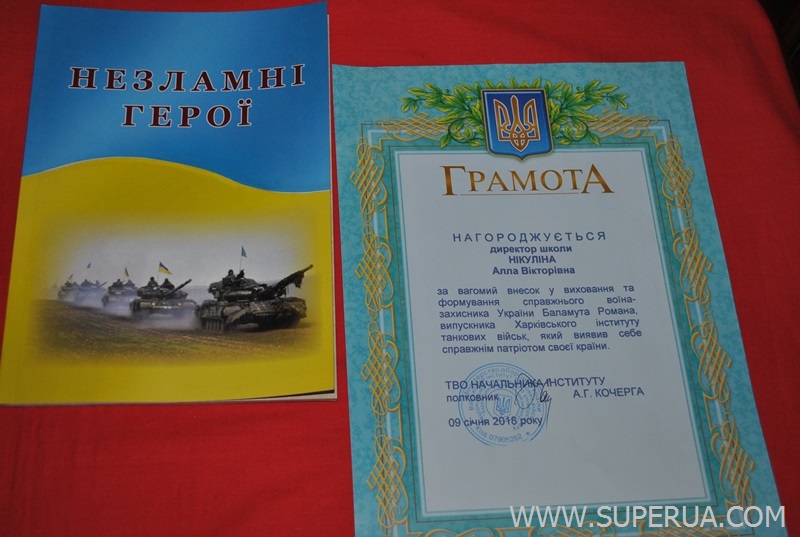 НЕЗЛАМНІ
ГЕРОЇ
ГРАМОТА
НАГОРОДЖУЄТЬСЯ
директор школи
НІКУЛІНА
Алла Вікторівна
за вагомий внесок у виховання та
формування справжнього воїна-
захисника України Баламута Романа,
випускника Харківського інституту
танкових військ, який виявив себе
справжнім патріотом своєї країни.
ТВО НАЧАЛЬНИКА ІНСТИТУТУ
полковник А.Г. КОЧЕРГА
09 січня 2016 року
WWW.SUPERUA.COM